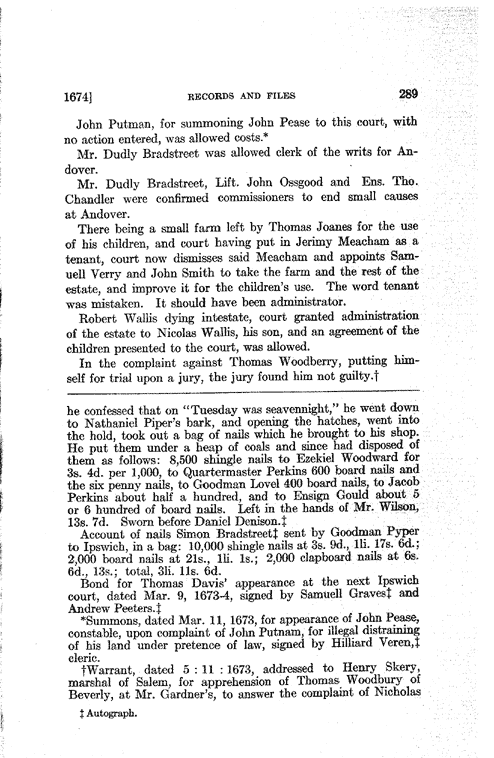 1674] RECORDS AND FILES 289
John Putman, for summoning John Pease to this court, with
no action entered, was allowed costs.*
Mr. Dudly Bradstreet was allowed clerk of the writs for An-
dover.
Mr. Dudly Bradstreet, Lift. John Ossgood and Ens. Tho.
Chandler were confirmed commissioners to end small causes
at Andover.
There being a small farm left by Thomas Joanes for the use
of his children, and court having put in Jerimy Meacham as a
tenant, court now dismisses said Meacham and appoints Sam-
uell Verry and John Smith to take the farm and the rest of the
estate, and improve it for the children's use. The word tenant
was mistaken. It should have been administrator.
Robert Wallis dying intestate, court granted administration
of the estate to Nicolas Wallis, his son, and an agreement of the
children presented to the court, was allowed.
In the complaint against Thomas Woodberry, putting him-
self for trial upon a jury, the jury found him not guilty.†
he confessed that on "Tuesday was seavennight," he went down
to Nathaniel Piper's bark, and opening the hatches, went into
the hold, took out a bag of nails which he brought to his shop.
He put them under a heap of coals and since had disposed of
them as follows: 8,500 shingle nails to Ezekiel Woodward for
3s. 4d. per 1,000, to Quartermaster Perkins 600 board nails and
the six penny nails, to Goodman Lovel 400 board nails, to Jacob
Perkins about half a hundred, and to Ensign Gould about 5
or 6 hundred of board nails. Left in the hands of Mr. Wilson,
13s. 7d. Sworn before Daniel Denison.‡
Account of nails Simon Bradstreet‡ sent by Goodman Pyper
to Ipswich, in a bag: 10,000 shingle nails at 3s. 9d., 1li. 17s. 6d.;
2,000 board nails at 21s., 1li. 1s.; 2,000 clapboard nails at 6s.
6d., 13s.; total, 3li. 11s. 6d.
Bond for Thomas Davis' appearance at the next Ipswich
court, dated Mar. 9, 1673-4, signed by Samuell Graves‡ and
Andrew Peeters.‡
*Summons, dated Mar. 11, 1673, for appearance of John Pease,
constable, upon complaint of John Putnam, for illegal distraining
of his land under pretence of law, signed by Hilliard Veren,‡
cleric.
†Warrant, dated 5 : 11 : 1673, addressed to Henry Skery,
marshal of Salem, for apprehension of Thomas Woodbury of
Beverly, at Mr. Gardner's, to answer the complaint of Nicholas
‡ Autograph.